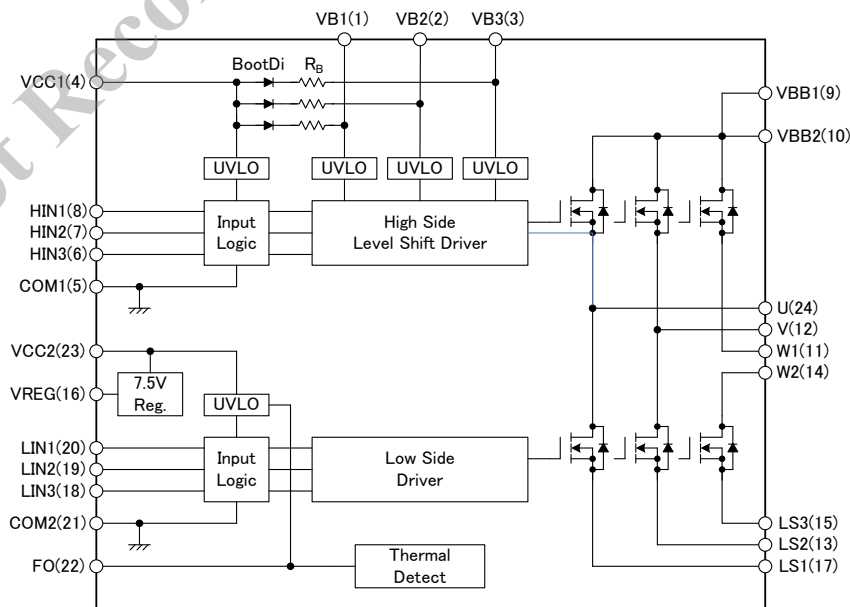 VB1(1) VB2(2) VB3(3)
VCC1(4)
BootDi
RB
VBB1(9)
VBB2(10)
UVLO UVLO UVLO UVLO
HIN1(8)
HIN2(7)
HIN3(6)
Input
Logic
High Side
Level Shift Driver
COM1(5)
U(24)
V(12)
W1(11)
W2(14)
VCC2(23)
VREG(16)
7.5V
Reg.
UVLO
LIN1(20)
LIN2(19)
LIN3(18)
Input
Logic
Low Side
Driver
COM2(21)
LS3(15)
LS2(13)
LS1(17)
FO(22)
Thermal
Detect